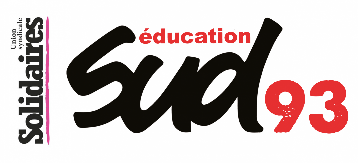 Union
syndicale
Solidaires
éducation
Sud 93